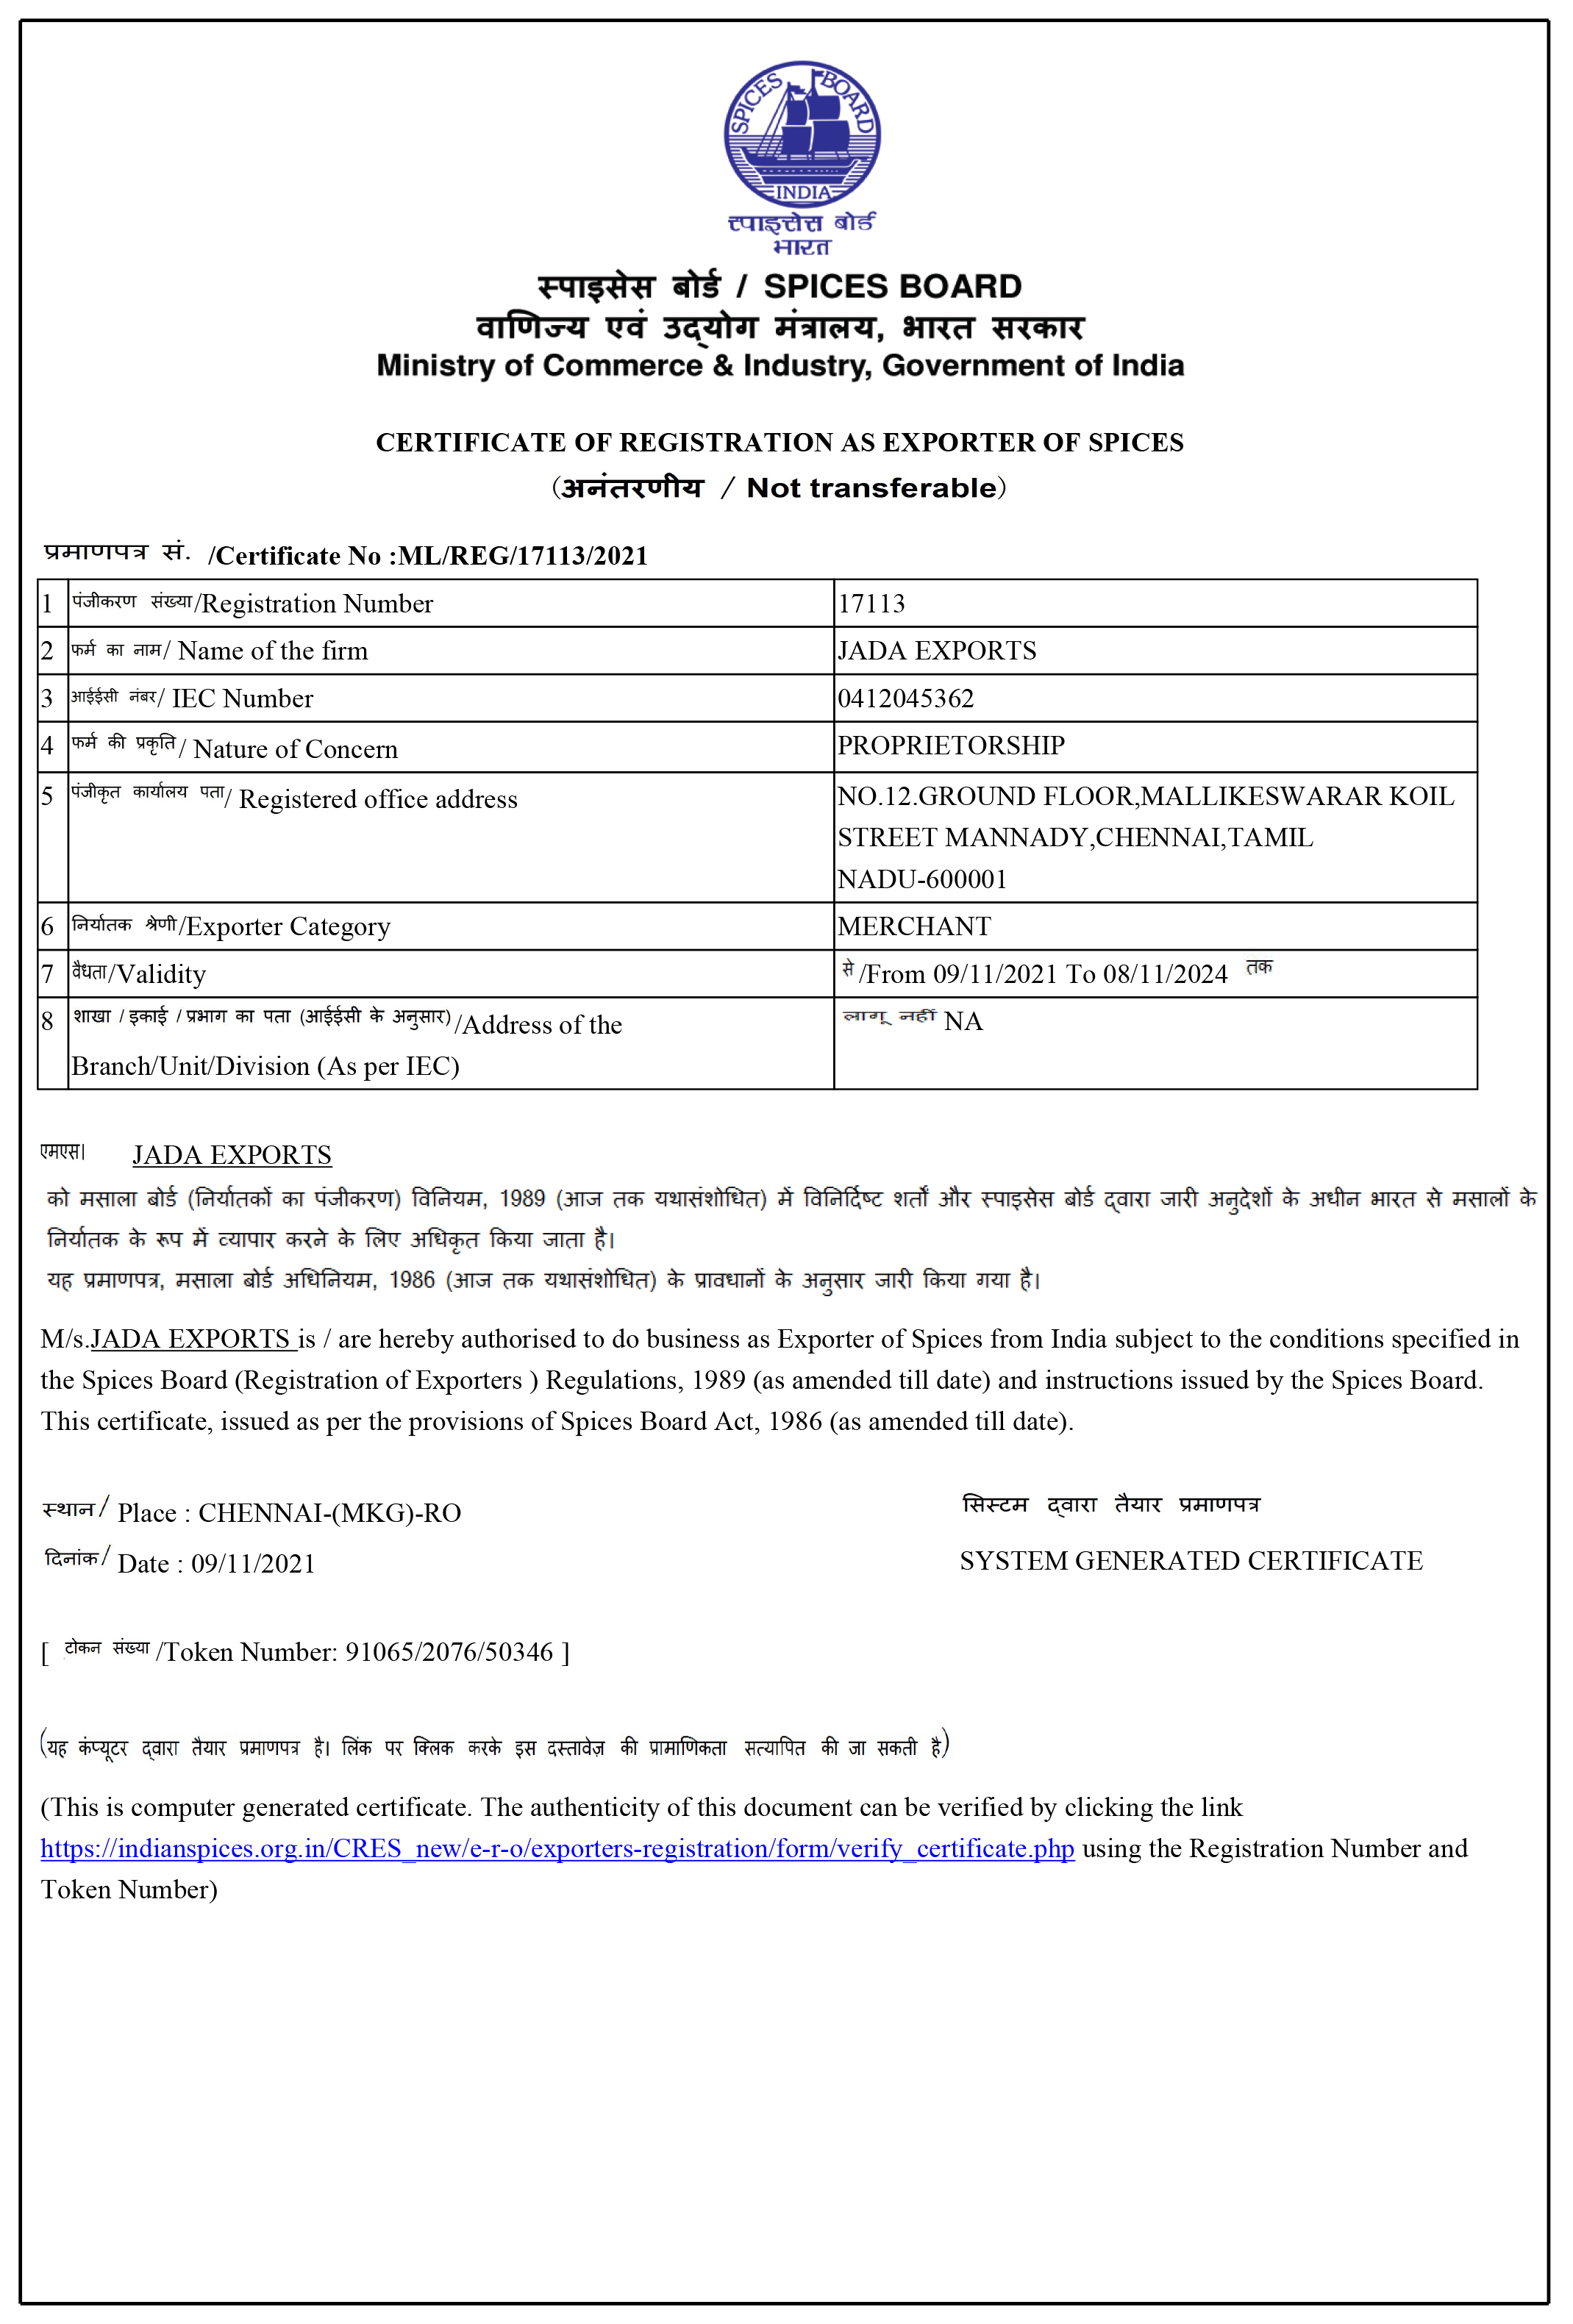 SPICES BOARD
INDIA
स्पाइसेस बोर्ड
भारत
स्पाइसेस बोर्ड / SPICES BOARD
वाणिज्य एवं उद्योग मंत्रालय, भारत सरकार
Ministry of Commerce & Industry, Government of India
CERTIFICATE OF REGISTRATION AS EXPORTER OF SPICES
(अनंतरणीय / Not transferable)
प्रमाणपत्र सं. /Certificate No :ML/REG/17113/2021
1 पंजीकरण संख्या/Registration Number 17113
2 फर्म का नाम/ Name of the firm JADA EXPORTS
3 आईईसी नंबर/ IEC Number 0412045362
4 फर्म की प्रकृति/ Nature of Concern PROPRIETORSHIP
5 पंजीकृत कार्यालय पता/ Registered office address NO.12.GROUND FLOOR,MALLIKESWARAR KOIL
STREET MANNADY,CHENNAI,TAMIL
NADU-600001
6 निर्यातक श्रेणी/Exporter Category MERCHANT
7 वैधता/Validity से /From 09/11/2021 To 08/11/2024 तक
8 शाखा / इकाई / प्रभाग का पता (आईईसी के अनुसार) /Address of the लागू नहीं NA
Branch/Unit/Division (As per IEC)
एमएस। JADA EXPORTS
को मसाला बोर्ड (निर्यातकों का पंजीकरण) विनियम, 1989 (आज तक यथासंशोधित) में विनिर्दिष्ट शर्तों और स्पाइसेस बोर्ड द्वारा जारी अनुदेशों के अधीन भारत से मसालों के
निर्यातक के रूप में व्यापार करने के लिए अधिकृत किया जाता है।
यह प्रमाणपत्र, मसाला बोर्ड अधिनियम, 1986 (आज तक यथासंशोधित) के प्रावधानों के अनुसार जारी किया गया है।
M/s.JADA EXPORTS is / are hereby authorised to do business as Exporter of Spices from India subject to the conditions specified in
the Spices Board (Registration of Exporters ) Regulations, 1989 (as amended till date) and instructions issued by the Spices Board.
This certificate, issued as per the provisions of Spices Board Act, 1986 (as amended till date).
स्थान/ Place : CHENNAI-(MKG)-RO सिस्टम द्वारा तैयार प्रमाणपत्र
दिनांक/ Date : 09/11/2021 SYSTEM GENERATED CERTIFICATE
[ टोकन संख्या /Token Number: 91065/2076/50346 ]
(यह कंप्यूटर द्वारा तैयार प्रमाणपत्र है। लिंक पर क्लिक करके इस दस्तावेज़ की प्रामाणिकता सत्यापित की जा सकती है)
(This is computer generated certificate. The authenticity of this document can be verified by clicking the link
https://indianspices.org.in/CRES_new/e-r-o/exporters-registration/form/verify_certificate.php using the Registration Number and
Token Number)